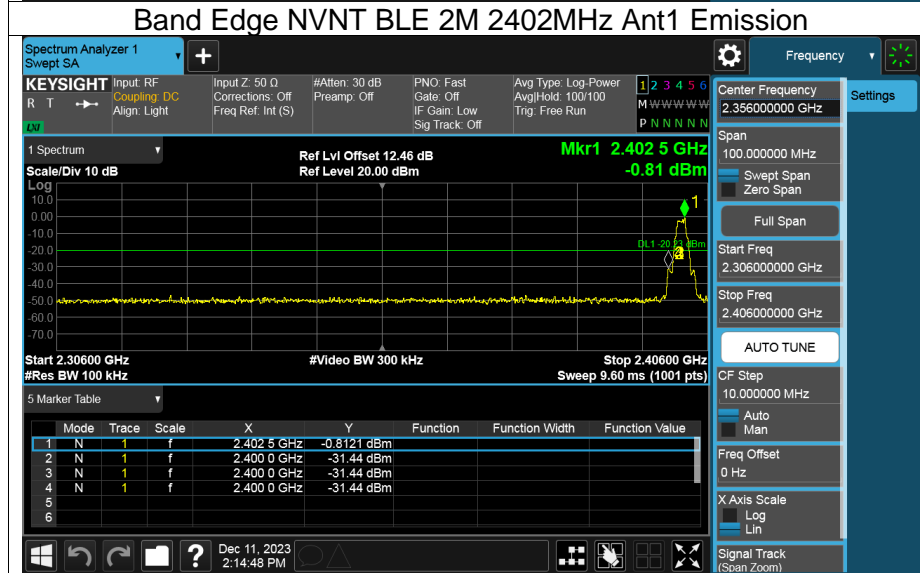 Band Edge NVNT BLE 2M 2402MHz Ant1 Emission
Spectrum Analyzer 1
Swept SA
+
Frequency
KEYSIGHT
R T
LXI
Input: RF
Coupling: DC
Align: Light
Input Z: 50 Ω
Corrections: Off
Freq Ref: Int (S)
#Atten: 30 dB
Preamp: Off
PNO: Fast
Gate: Off
IF Gain: Low
Sig Track: Off
Avg Type: Log-Power
Avg|Hold: 100/100
Trig: Free Run
1 2 3 4 5 6
M W W W W W
P N N N N N
1 Spectrum
Scale/Div 10 dB
Ref Lvl Offset 12.46 dB
Ref Level 20.00 dBm
Mkr1 2.402 5 GHz
-0.81 dBm
Log
10.0
0.00
-10.0
-20.0
-30.0
-40.0
-50.0
-60.0
-70.0
1
DL1 -20.23 dBm
2
Start 2.30600 GHz
#Video BW 300 kHz
Stop 2.40600 GHz
#Res BW 100 kHz
Sweep 9.60 ms (1001 pts)
5 Marker Table
Mode Trace Scale X Y Function Function Width Function Value
1 N 1 f 2.402 5 GHz -0.8121 dBm
2 N 1 f 2.400 0 GHz -31.44 dBm
3 N 1 f 2.400 0 GHz -31.44 dBm
4 N 1 f 2.400 0 GHz -31.44 dBm
5
6
?
Dec 11, 2023
2:14:48 PM
Center Frequency
2.356000000 GHz
Settings
Span
100.000000 MHz
Swept Span
Zero Span
Full Span
Start Freq
2.306000000 GHz
Stop Freq
2.406000000 GHz
AUTO TUNE
CF Step
10.000000 MHz
Auto
Man
Freq Offset
0 Hz
X Axis Scale
Log
Lin
Signal Track
(Span Zoom)